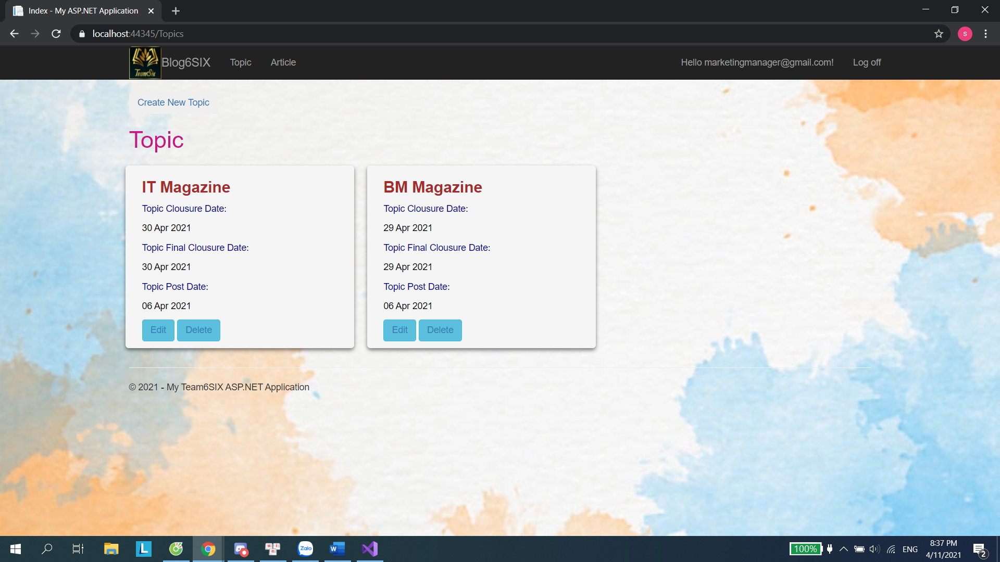 Index - My ASP.NET Application
localhost:44345/Topics
s
TeamSix
Blog6SIX
Topic
Article
Hello marketingmanager@gmail.com!
Log off
Create New Topic
Topic
IT Magazine
Topic Clousure Date:
30 Apr 2021
Topic Final Clousure Date:
30 Apr 2021
Topic Post Date:
06 Apr 2021
Edit
Delete
BM Magazine
Topic Clousure Date:
29 Apr 2021
Topic Final Clousure Date:
29 Apr 2021
Topic Post Date:
06 Apr 2021
Edit
Delete
© 2021 - My Team6SIX ASP.NET Application
L
Zalo
W
100%
ENG
8:37 PM
4/11/2021
2